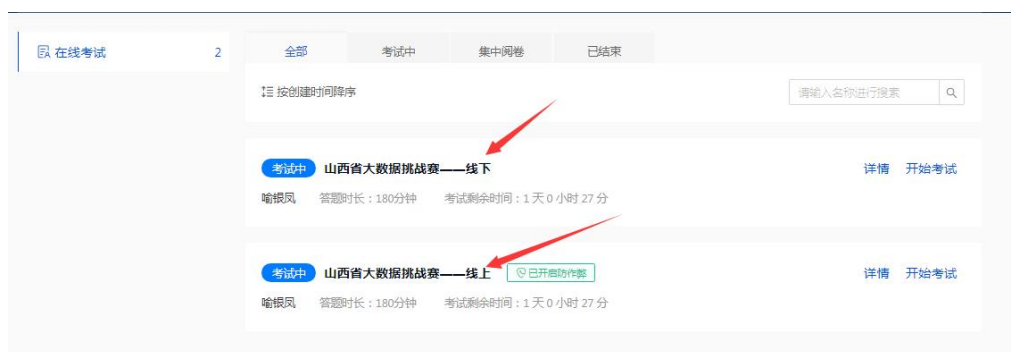 在线考试 2
全部 考试中 集中阅卷 已结束
按创建时间降序 请输入名称进行搜索
考试中 山西省大数据挑战赛——线下 详情 开始考试
喻银凤 答题时长：180分钟 考试剩余时间：1 天 0 小时 27 分
考试中 山西省大数据挑战赛——线上 已开启防作弊 详情 开始考试
喻银凤 答题时长：180分钟 考试剩余时间：1 天 0 小时 27 分